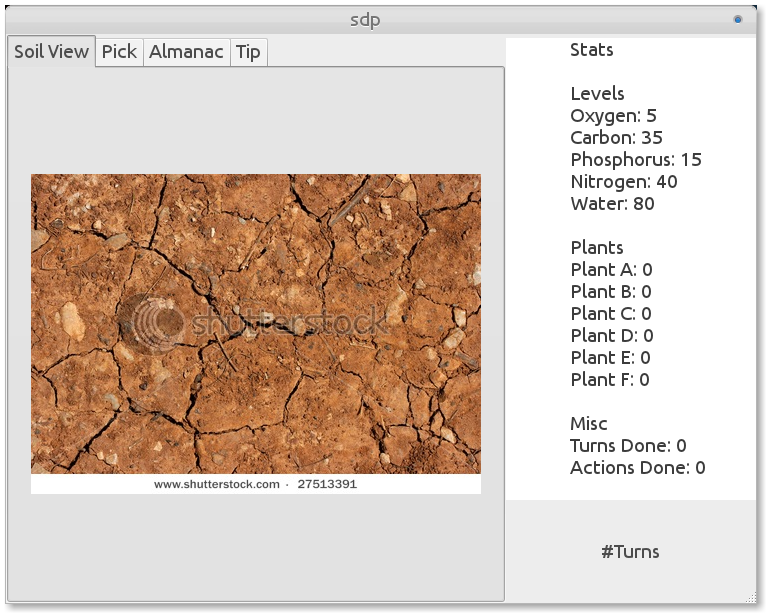 sdp
Soil View
Pick
Almanac
Tip
shutterstock
www.shutterstock.com · 27513391
Stats
Levels
Oxygen: 5
Carbon: 35
Phosphorus: 15
Nitrogen: 40
Water: 80
Plants
Plant A: 0
Plant B: 0
Plant C: 0
Plant D: 0
Plant E: 0
Plant F: 0
Misc
Turns Done: 0
Actions Done: 0
#Turns